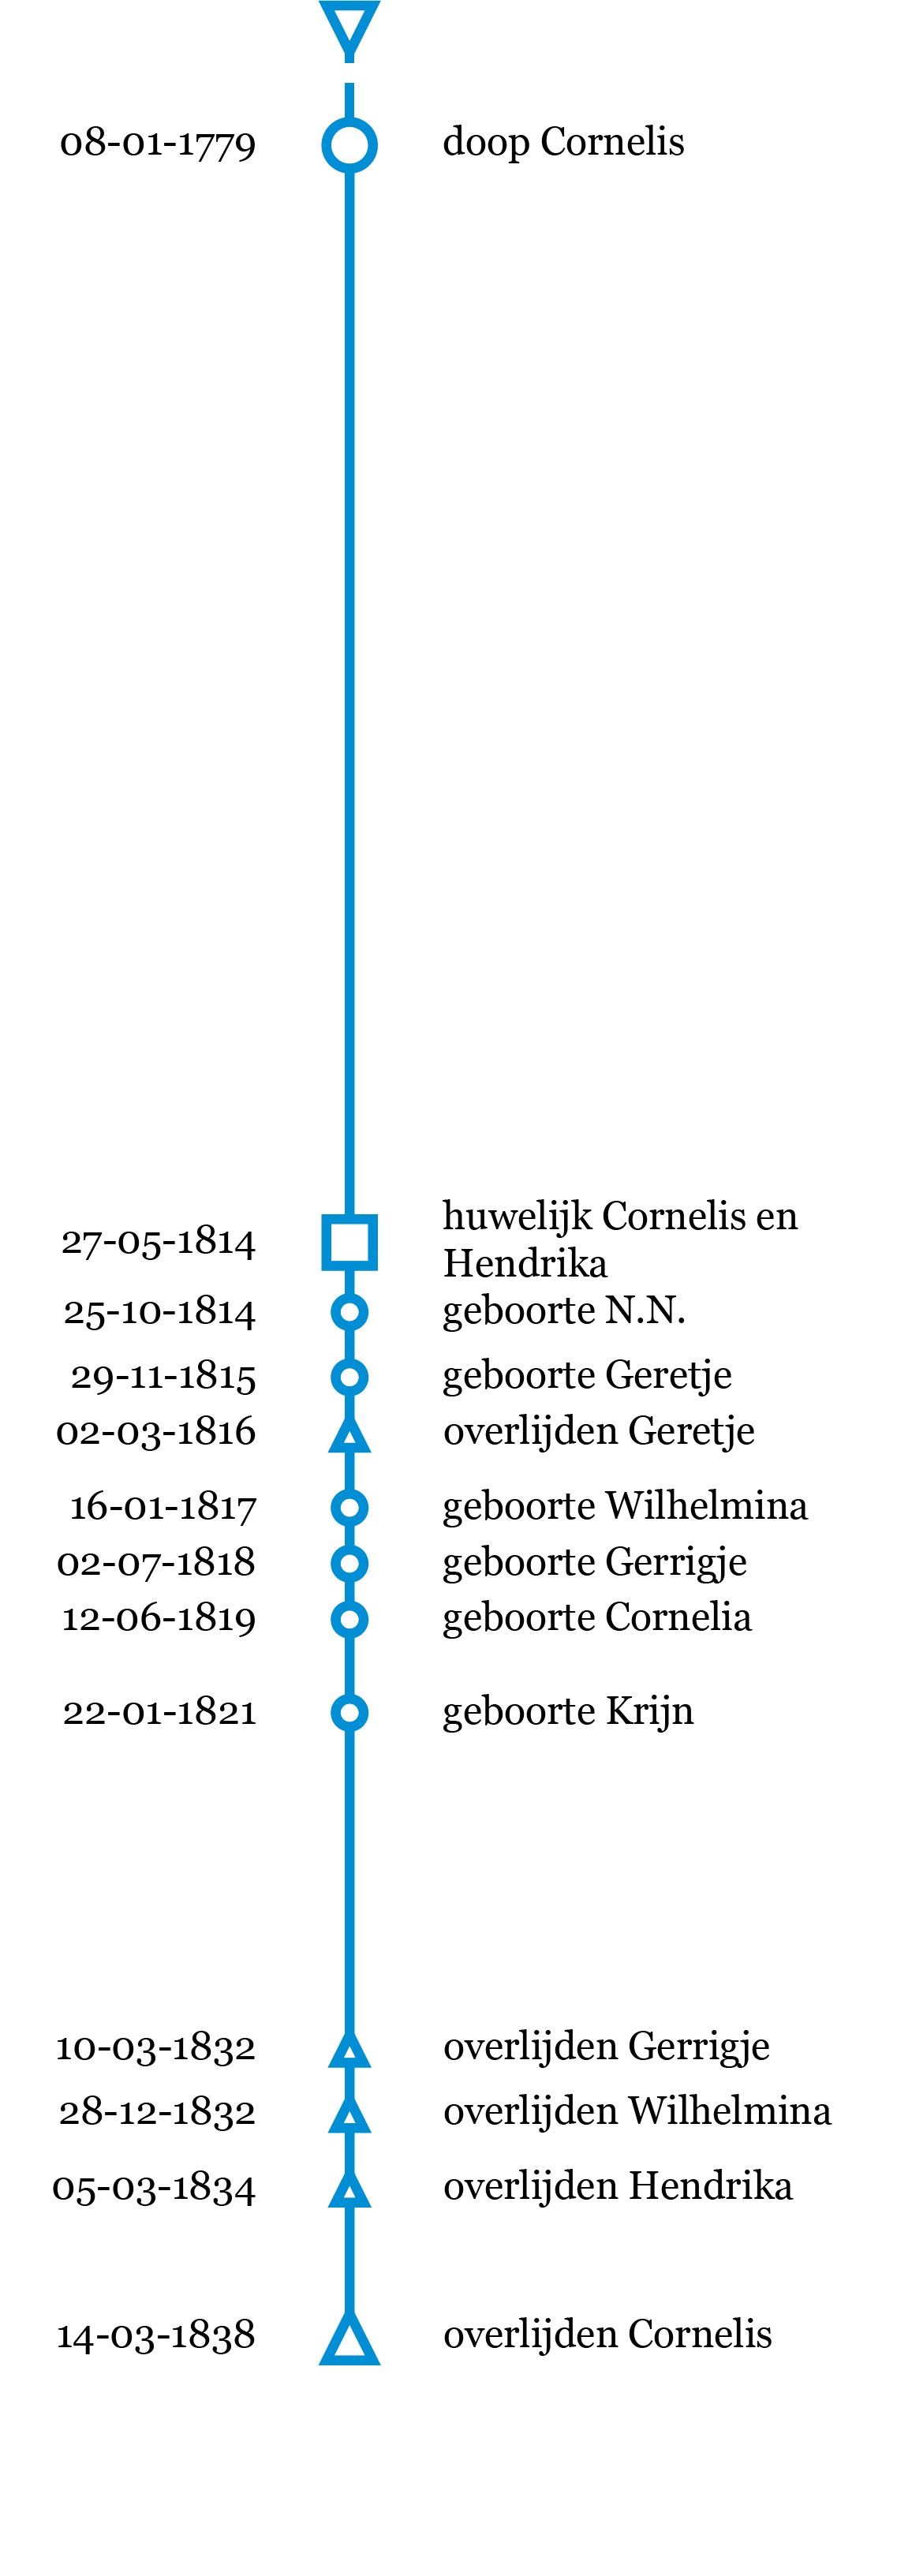 08-01-1779 doop Cornelis
27-05-1814 huwelijk Cornelis en
Hendrika
25-10-1814 geboorte N.N.
29-11-1815 geboorte Geretje
02-03-1816 overlijden Geretje
16-01-1817 geboorte Wilhelmina
02-07-1818 geboorte Gerrigje
12-06-1819 geboorte Cornelia
22-01-1821 geboorte Krijn
10-03-1832 overlijden Gerrigje
28-12-1832 overlijden Wilhelmina
05-03-1834 overlijden Hendrika
14-03-1838 overlijden Cornelis